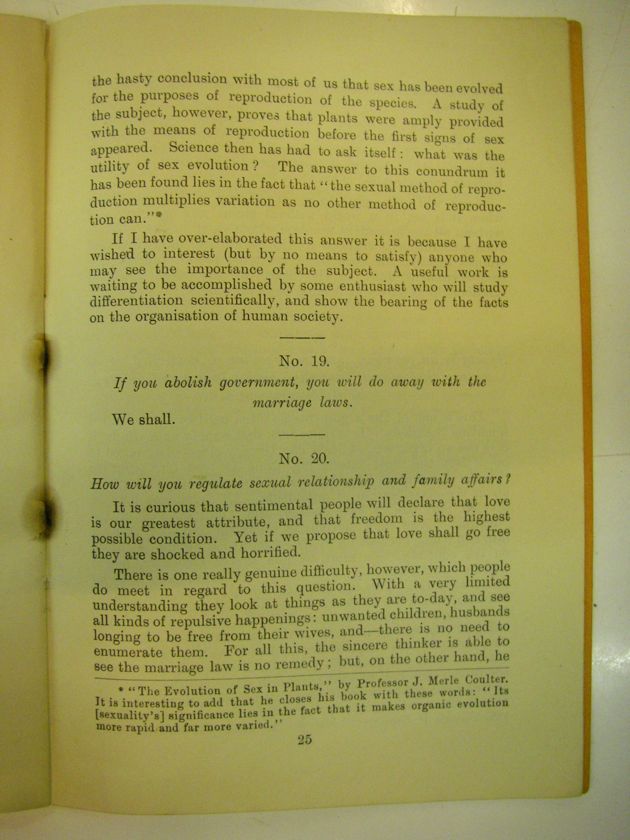 the hasty conclusion with most of us that sex has been evolved
for the purposes of reproduction of the species. A study of
the subject, however, proves that plants were amply provided
with the means of reproduction before the first signs of sex
appeared. Science then has had to ask itself: what was the
utility of sex evolution? The answer to this conundrum it
has been found lies in the fact that "the sexual method of repro-
duction multiplies variation as no other method of reproduc-
tion can."*
If I have over-elaborated this answer it is because I have
wished to interest (but by no means to satisfy) anyone who
may see the importance of the subject. A useful work is
waiting to be accomplished by some enthusiast who will study
differentiation scientifically, and show the bearing of the facts
on the organisation of human society.
No. 19.
If you abolish government, you will do away with the
marriage laws.
We shall.
No. 20.
How will you regulate sexual relationship and family affairs?
It is curious that sentimental people will declare that love
is our greatest attribute, and that freedom is the highest
possible condition. Yet if we propose that love shall go free
they are shocked and horrified.
There is one really genuine difficulty, however, which people
do meet in regard to this question. With a very limited
understanding they look at things as they are to-day, and see
all kinds of repulsive happenings: unwanted children, husbands
longing to be free from their wives, and—there is no need to
enumerate them. For all this, the sincere thinker is able to
see the marriage law is no remedy; but, on the other hand, he
* "The Evolution of Sex in Plants," by Professor J. Merle Coulter.
It is interesting to add that he closes his book with these words: "Its
[sexuality's] significance lies in the fact that it makes organic evolution
more rapid and far more varied."
25